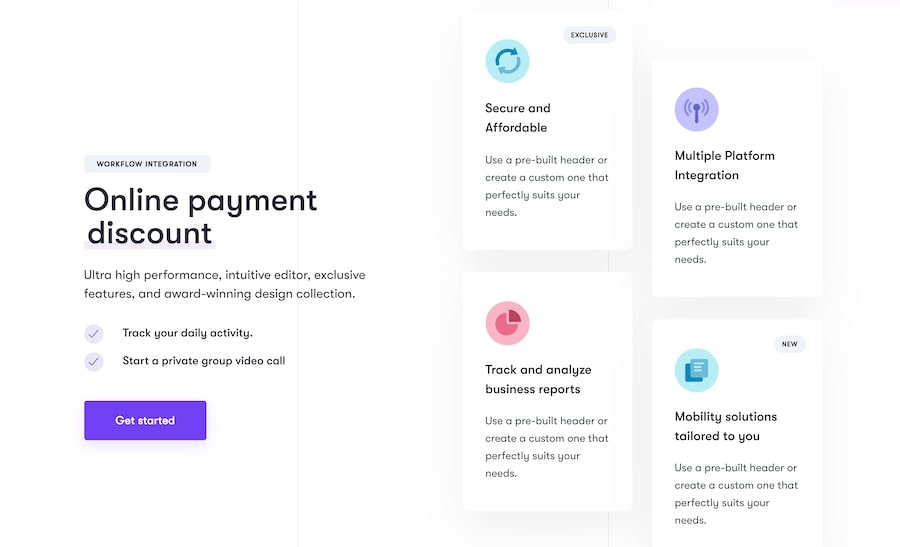 WORKFLOW INTEGRATION
Online payment
discount
Ultra high performance, intuitive editor, exclusive
features, and award-winning design collection.
Track your daily activity.
Start a private group video call
Get started
EXCLUSIVE
Secure and
Affordable
Use a pre-built header or
create a custom one that
perfectly suits your
needs.
Track and analyze
business reports
Use a pre-built header or
create a custom one that
perfectly suits your
needs.
Multiple Platform
Integration
Use a pre-built header or
create a custom one that
perfectly suits your
needs.
NEW
Mobility solutions
tailored to you
Use a pre-built header or
create a custom one that
perfectly suits your
needs.